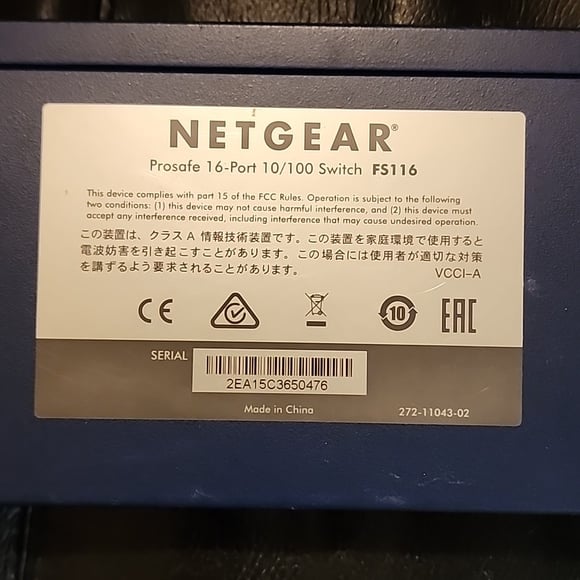 NETGEAR®
Prosafe 16-Port 10/100 Switch FS116
This device complies with part 15 of the FCC Rules. Operation is subject to the following
two conditions: (1) this device may not cause harmful interference, and (2) this device must
accept any interference received, including interference that may cause undesired operation.
この装置は、クラスA 情報技術装置です。この装置を家庭環境で使用すると
電波妨害を引き起こすことがあります。この場合には使用者が適切な対策
を講ずるよう要求されることがあります。
VCCI-A
CE
10
EAC
SERIAL
2EA15C3650476
Made in China
272-11043-02